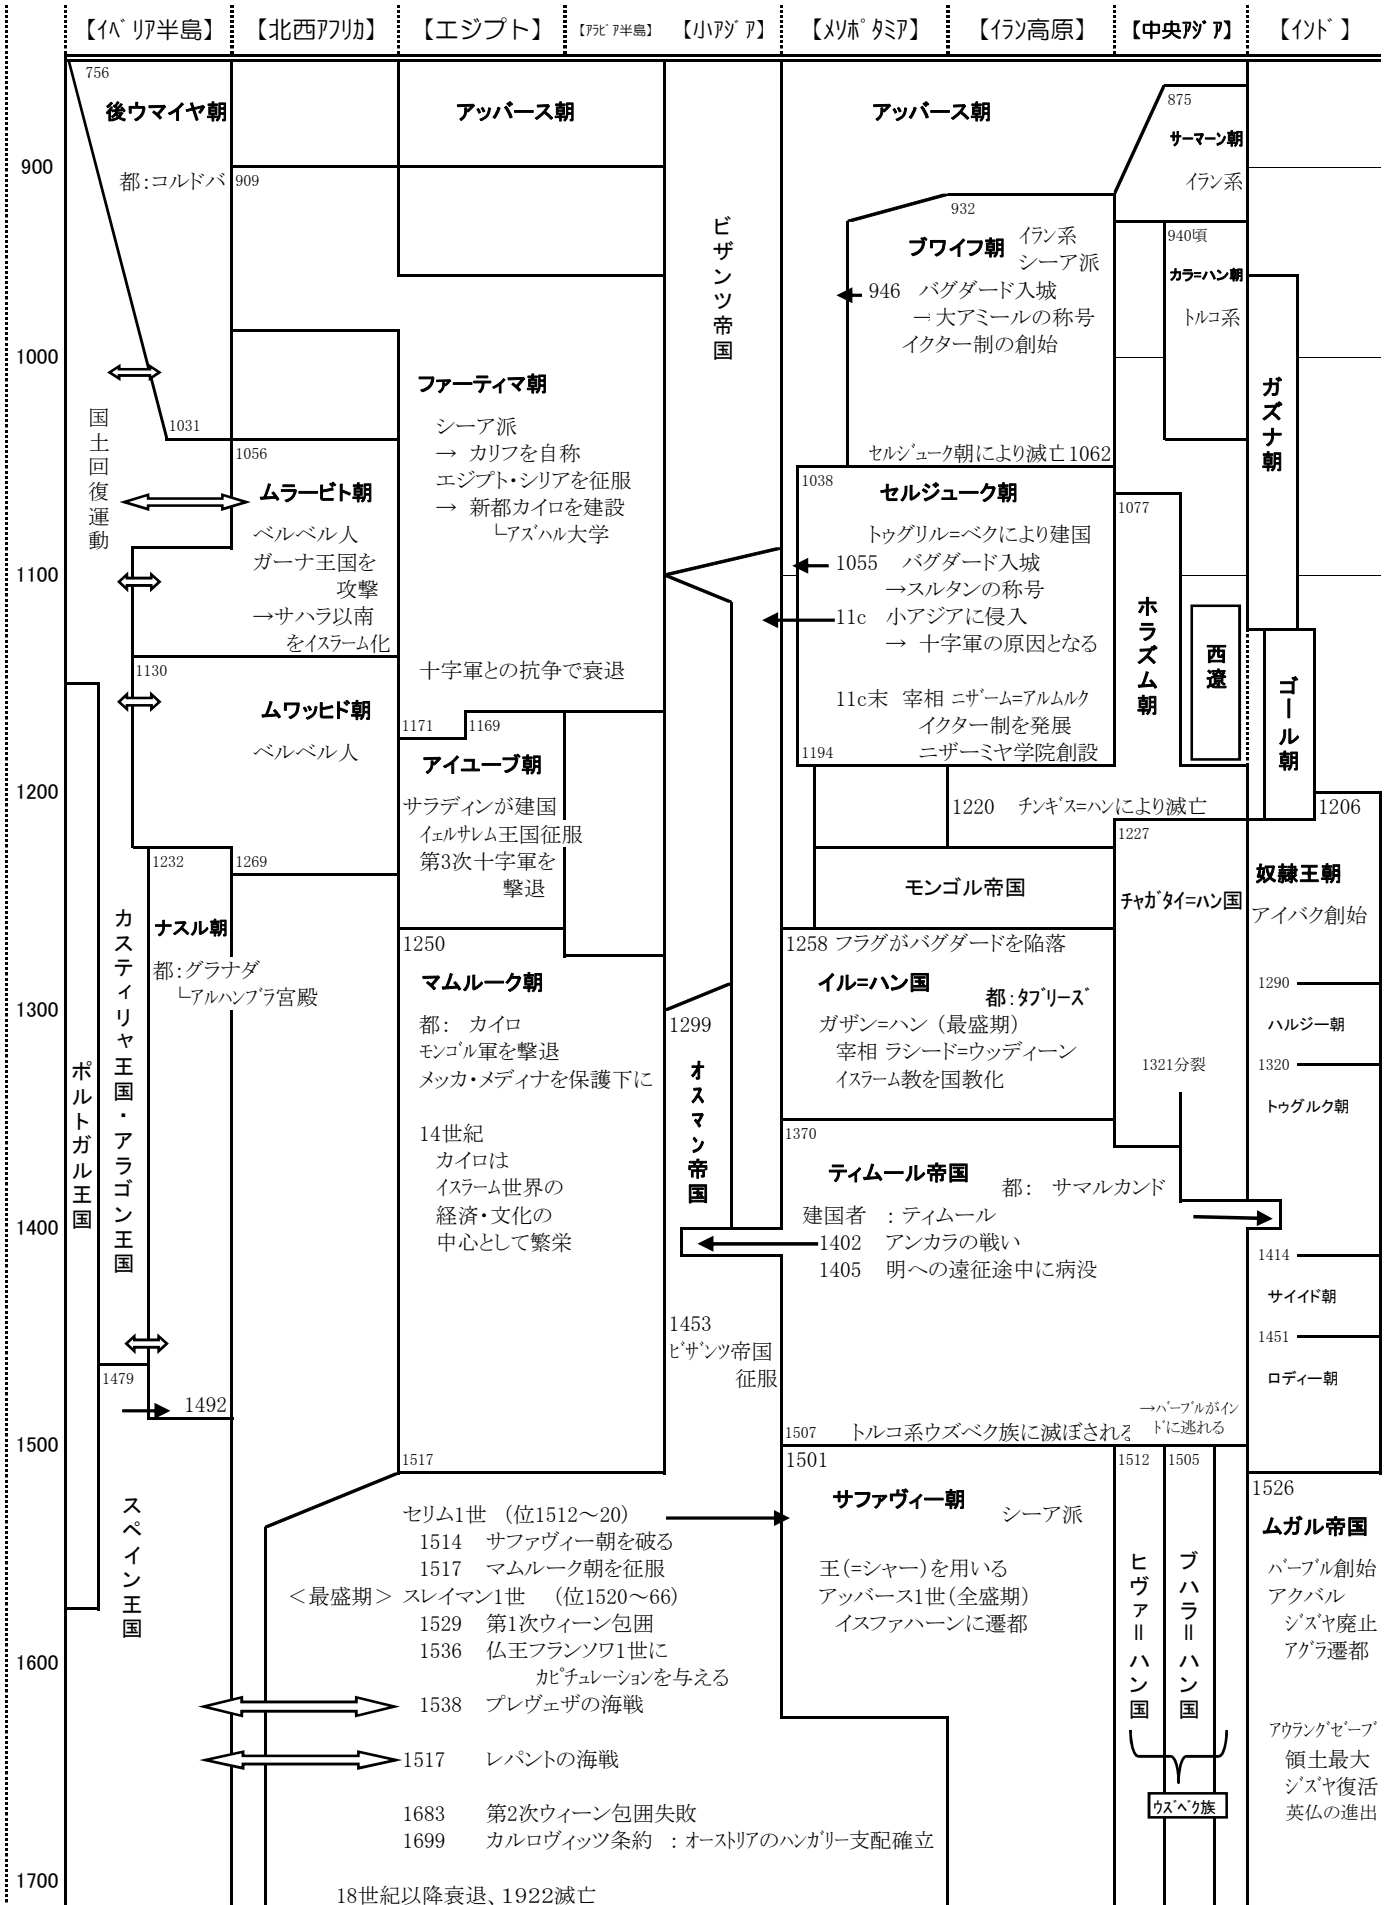 【イベリア半島】 【北西アフリカ】 【エジプト】 【アラビア半島】 【小アジア】 【メソポタミア】 【イラン高原】 【中央アジア】 【インド】
756
後ウマイヤ朝
都:コルドバ
アッバース朝
アッバース朝
875
サーマーン朝
イラン系
900
909
ビザンツ帝国
932
ブワイフ朝
イラン系
シーア派
946 バグダード入城
→大アミールの称号
イクター制の創始
940頃
カラ=ハン朝
トルコ系
ガズナ朝
1000
国土回復運動
1031
ファーティマ朝
シーア派
→ カリフを自称
エジプト・シリアを征服
→ 新都カイロを建設
└アズハル大学
十字軍との抗争で衰退
セルジューク朝により滅亡1062
1056
ムラービト朝
ベルベル人
ガーナ王国を
攻撃
→サハラ以南
をイスラーム化
1038
セルジューク朝
トゥグリル=ベクにより建国
1055 バグダード入城
→スルタンの称号
11c 小アジアに侵入
→ 十字軍の原因となる
11c末 宰相 ニザーム=アルムルク
イクター制を発展
ニザーミヤ学院創設
1194
1077
ホラズム朝
西遼
ゴール朝
1100
1130
ムワッヒド朝
ベルベル人
1171
1169
アイユーブ朝
サラディンが建国
イェルサレム王国征服
第3次十字軍を
撃退
1200
1220 チンギス=ハンにより滅亡
1206
奴隷王朝
アイバク創始
1227
チャガタイ=ハン国
モンゴル帝国
1232
ナスル朝
都:グラナダ
└アルハンブラ宮殿
1269
カスティリャ王国・アラゴン王国
ポルトガル王国
1250
マムルーク朝
都: カイロ
モンゴル軍を撃退
メッカ・メディナを保護下に
14世紀
カイロは
イスラーム世界の
経済・文化の
中心として繁栄
1258 フラグがバグダードを陥落
イル=ハン国
都:タブリーズ
ガザン=ハン (最盛期)
宰相 ラシード=ウッディーン
イスラーム教を国教化
1290
ハルジー朝
1300
1299
オスマン帝国
1321分裂
1320
トゥグルク朝
1370
ティムール帝国
都: サマルカンド
建国者 :ティムール
1402 アンカラの戦い
1405 明への遠征途中に病没
1400
1414
サイイド朝
1451
ロディー朝
1453
ビザンツ帝国
征服
1479
1492
→バーブルがイン
ドに逃れる
1507 トルコ系ウズベク族に滅ぼされる
1500
1517
1501
サファヴィー朝
シーア派
王(=シャー)を用いる
アッバース1世(全盛期)
イスファハーンに遷都
1512
1505
ヒヴァ=ハン国
ブハラ=ハン国
ウズベク族
1526
ムガル帝国
バーブル創始
アクバル
ジズヤ廃止
アグラ遷都
アウラングゼーブ
領土最大
ジズヤ復活
英仏の進出
スペイン王国
セリム1世 (位1512~20)
1514 サファヴィー朝を破る
1517 マムルーク朝を征服
<最盛期> スレイマン1世 (位1520~66)
1529 第1次ウィーン包囲
1536 仏王フランソワ1世に
カピチュレーションを与える
1600
1538 プレヴェザの海戦
1517 レパントの海戦
1683 第2次ウィーン包囲失敗
1699 カルロヴィッツ条約 :オーストリアのハンガリー支配確立
1700
18世紀以降衰退、1922滅亡